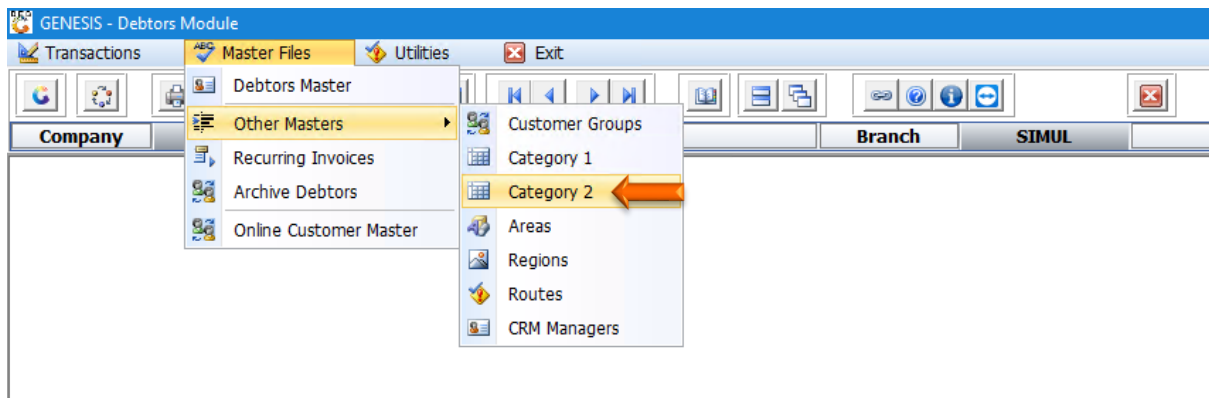 GENESIS - Debtors Module
Transactions Master Files Utilities Exit
Debtors Master
Other Masters Customer Groups
Company Branch SIMUL
Recurring Invoices Category 1
Archive Debtors Category 2
Online Customer Master Areas
Regions
Routes
CRM Managers